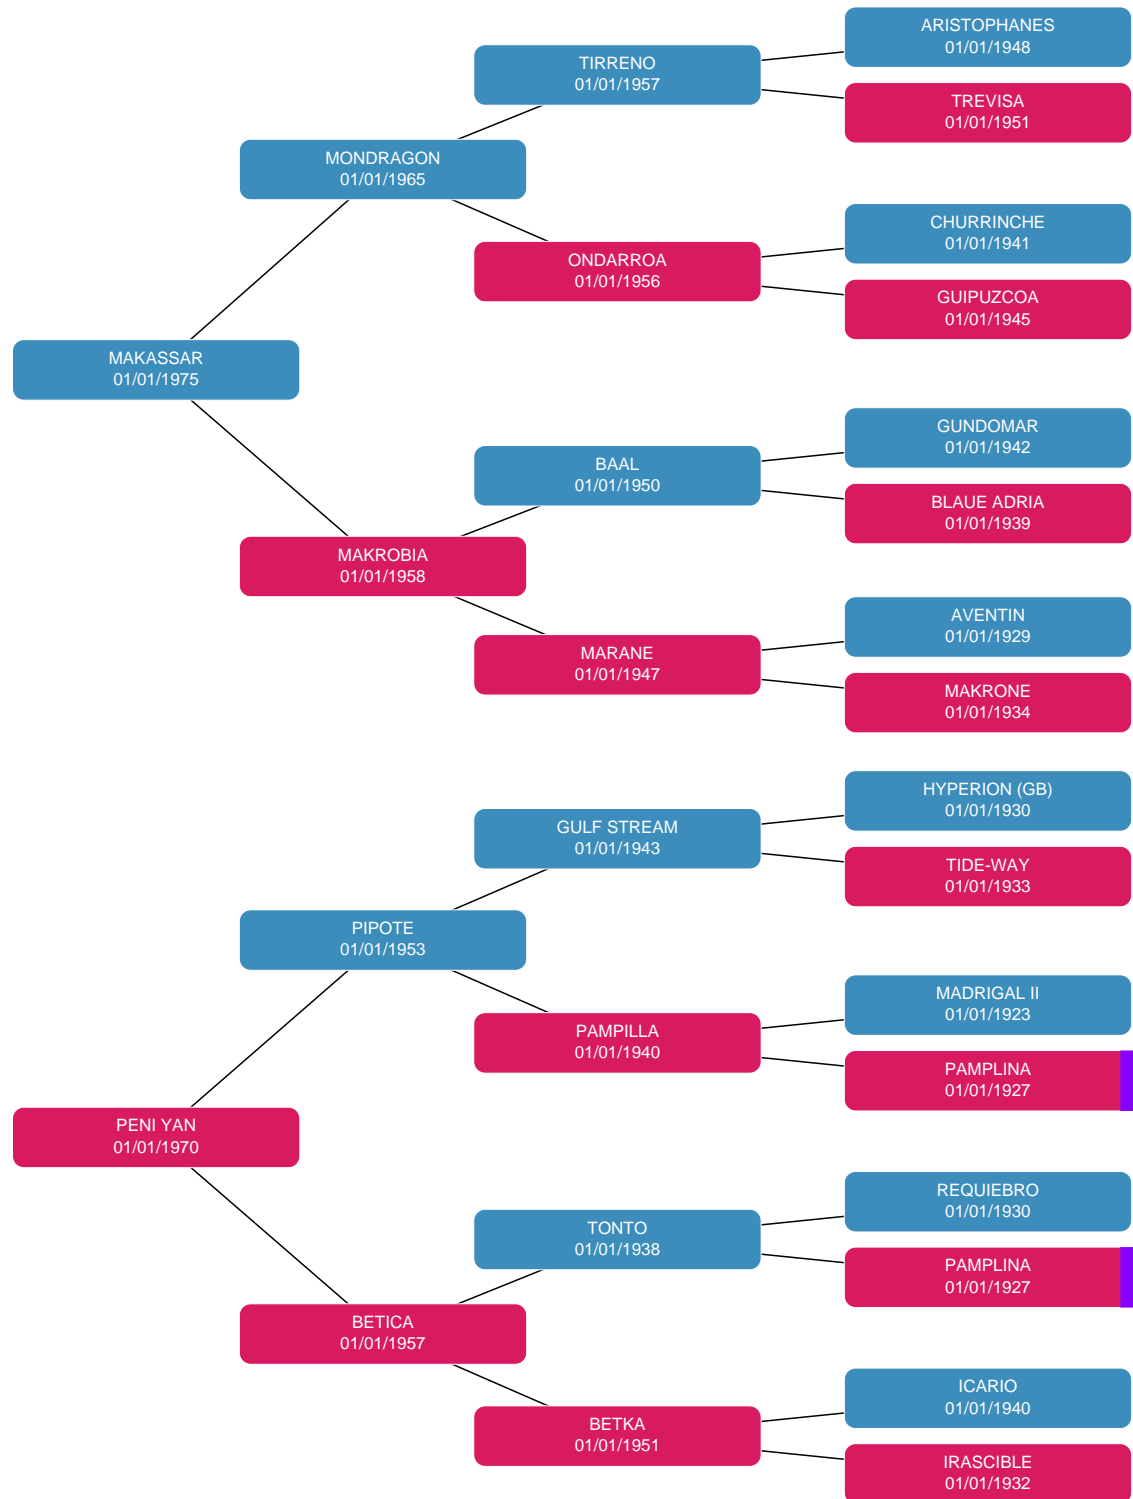 ARISTOPHANES
01/01/1948
TIRRENO
01/01/1957
TREVISA
01/01/1951
MONDRAGON
01/01/1965
CHURRINCHE
01/01/1941
ONDARROA
01/01/1956
GUIPUZCOA
01/01/1945
MAKASSAR
01/01/1975
GUNDOMAR
01/01/1942
BAAL
01/01/1950
BLAUE ADRIA
01/01/1939
MAKROBIA
01/01/1958
AVENTIN
01/01/1929
MARANE
01/01/1947
MAKRONE
01/01/1934
HYPERION (GB)
01/01/1930
GULF STREAM
01/01/1943
TIDE-WAY
01/01/1933
PIPOTE
01/01/1953
MADRIGAL II
01/01/1923
PAMPILLA
01/01/1940
PAMPLINA
01/01/1927
PENI YAN
01/01/1970
REQUIEBRO
01/01/1930
TONTO
01/01/1938
PAMPLINA
01/01/1927
BETICA
01/01/1957
ICARIO
01/01/1940
BETKA
01/01/1951
IRASCIBLE
01/01/1932